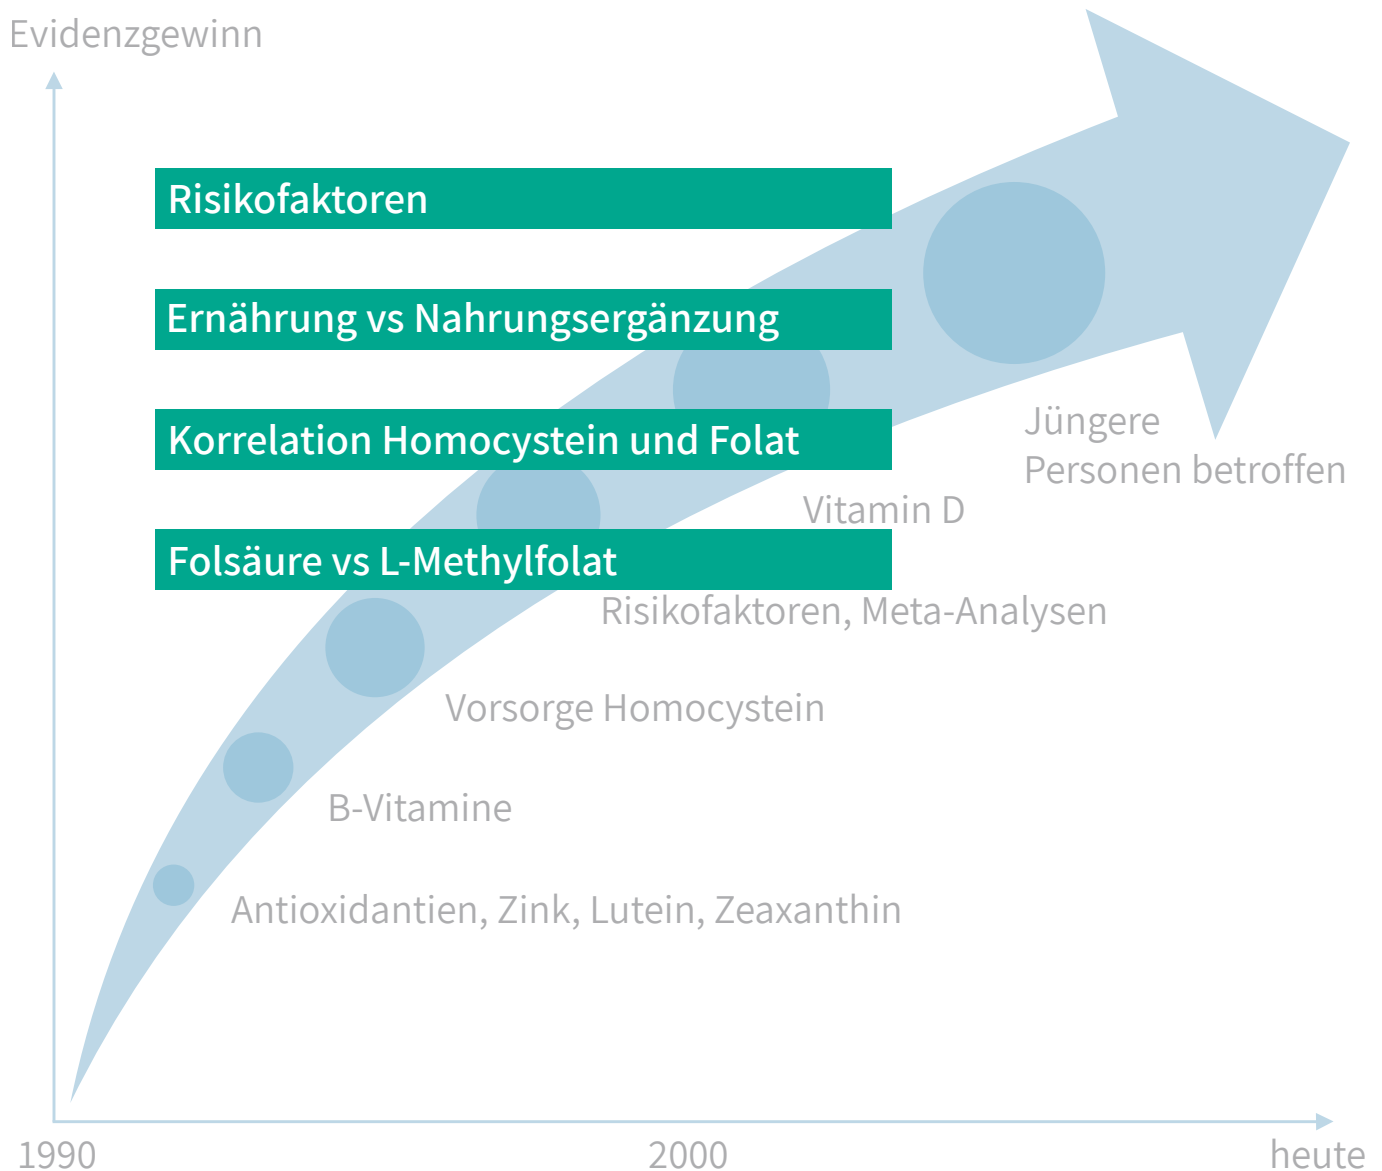 Evidenzgewinn
Risikofaktoren
Ernährung vs Nahrungsergänzung
Korrelation Homocystein und Folat
Folsäure vs L-Methylfolat
Jüngere
Personen betroffen
Vitamin D
Risikofaktoren, Meta-Analysen
Vorsorge Homocystein
B-Vitamine
Antioxidantien, Zink, Lutein, Zeaxanthin
1990
2000
heute